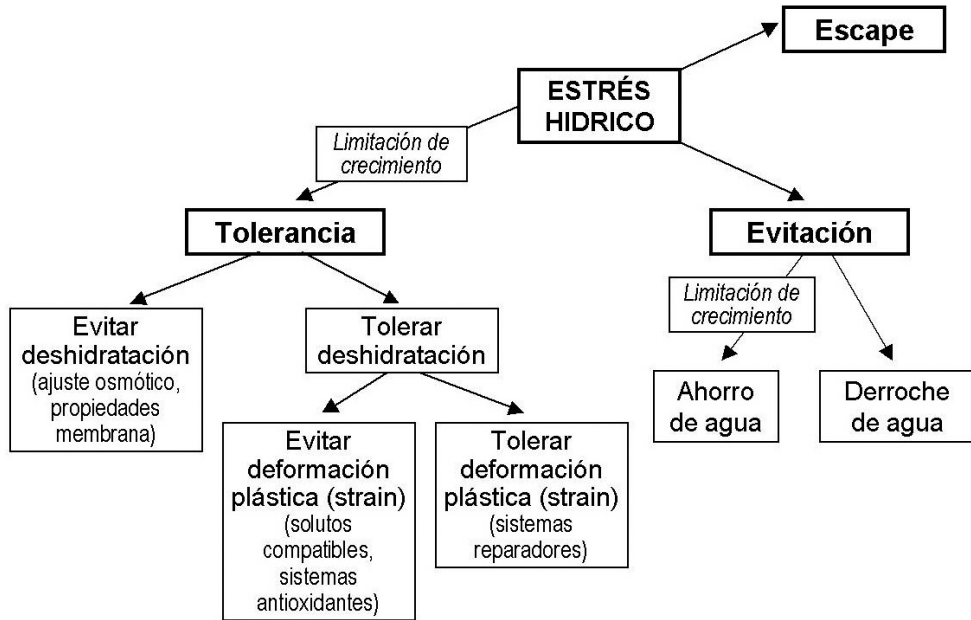 Escape
ESTRÉS
HIDRICO
Limitación de
crecimiento
Tolerancia
Evitación
Limitación de
crecimiento
Evitar
deshidratación
(ajuste osmótico,
propiedades
membrana)
Tolerar
deshidratación
Ahorro
de agua
Derroche
de agua
Evitar
deformación
plástica (strain)
(solutos
compatibles,
sistemas
antioxidantes)
Tolerar
deformación
plástica (strain)
(sistemas
reparadores)